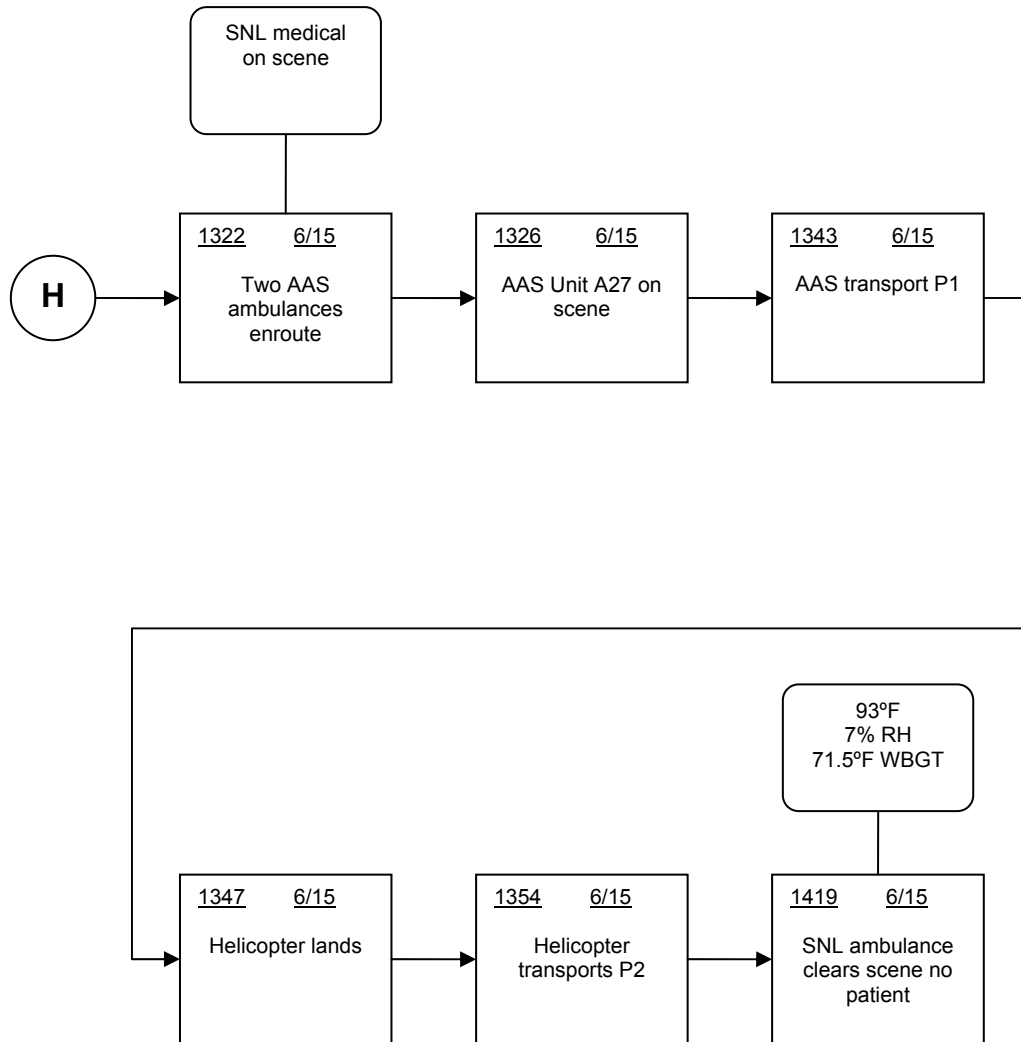 SNL medical
on scene
H
1322 6/15
Two AAS
ambulances
enroute
1326 6/15
AAS Unit A27 on
scene
1343 6/15
AAS transport P1
93ºF
7% RH
71.5ºF WBGT
1347 6/15
Helicopter lands
1354 6/15
Helicopter
transports P2
1419 6/15
SNL ambulance
clears scene no
patient